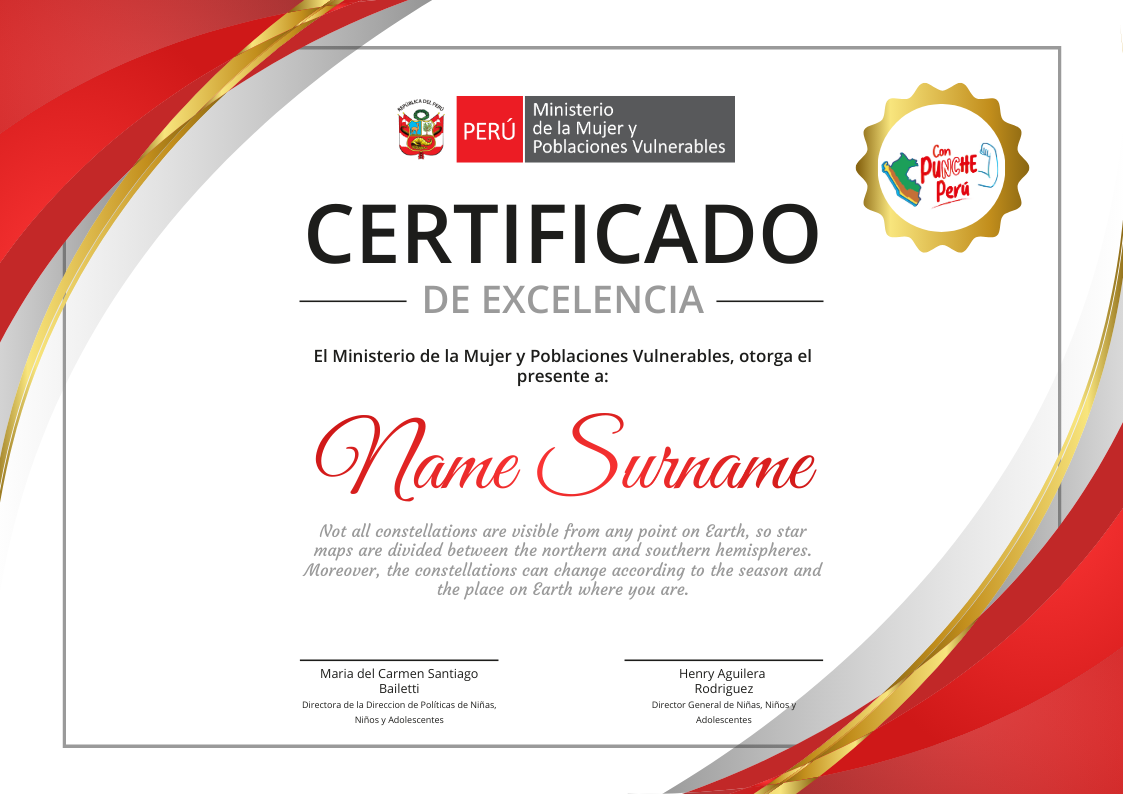 REPÚBLICA DEL PERÚ
PERÚ
Ministerio
de la Mujer y
Poblaciones Vulnerables
Con
PUNCHE
Perú
CERTIFICADO
DE EXCELENCIA
El Ministerio de la Mujer y Poblaciones Vulnerables, otorga el
presente a:
Name Surname
Not all constellations are visible from any point on Earth, so star
maps are divided between the northern and southern hemispheres.
Moreover, the constellations can change according to the season and
the place on Earth where you are.
Maria del Carmen Santiago
Bailetti
Directora de la Direccion de Políticas de Niñas,
Niños y Adolescentes
Henry Aguilera
Rodriguez
Director General de Niñas, Niños y
Adolescentes